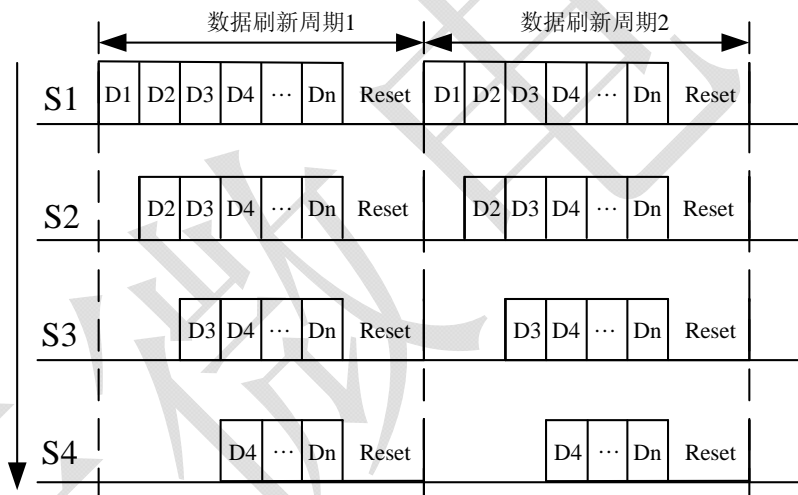 数据刷新周期1 数据刷新周期2
S1 D1 D2 D3 D4 … Dn Reset D1 D2 D3 D4 … Dn Reset
S2 D2 D3 D4 … Dn Reset D2 D3 D4 … Dn Reset
S3 D3 D4 … Dn Reset D3 D4 … Dn Reset
S4 D4 … Dn Reset D4 … Dn Reset